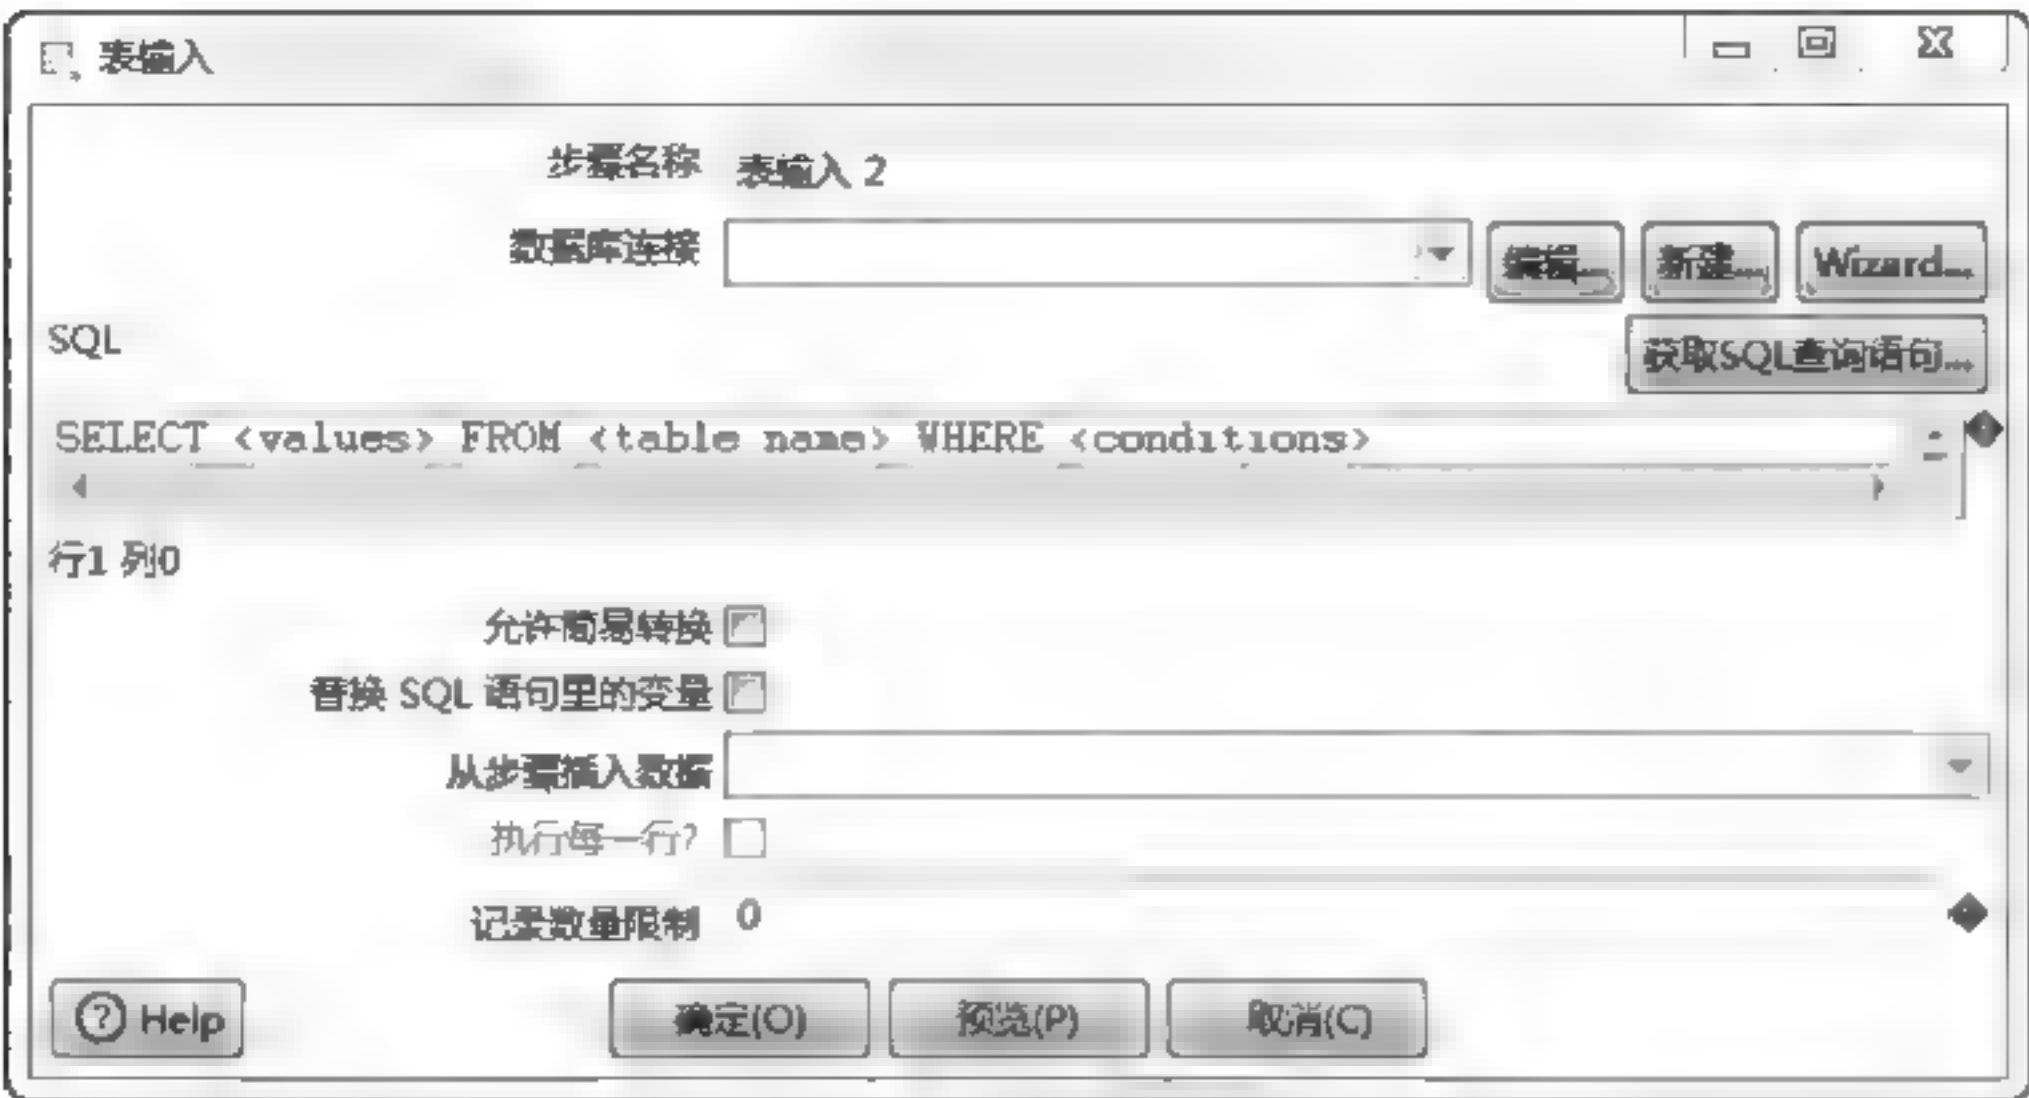 表输入
步骤名称 表输入 2
数据库连接 编辑... 新建... Wizard...
SQL 获取SQL查询语句...
SELECT <values> FROM <table name> WHERE <conditions>
行1 列0
允许简易转换
替换 SQL 语句里的变量
从步骤插入数据
执行每一行?
记录数量限制 0
Help 确定(O) 预览(P) 取消(C)